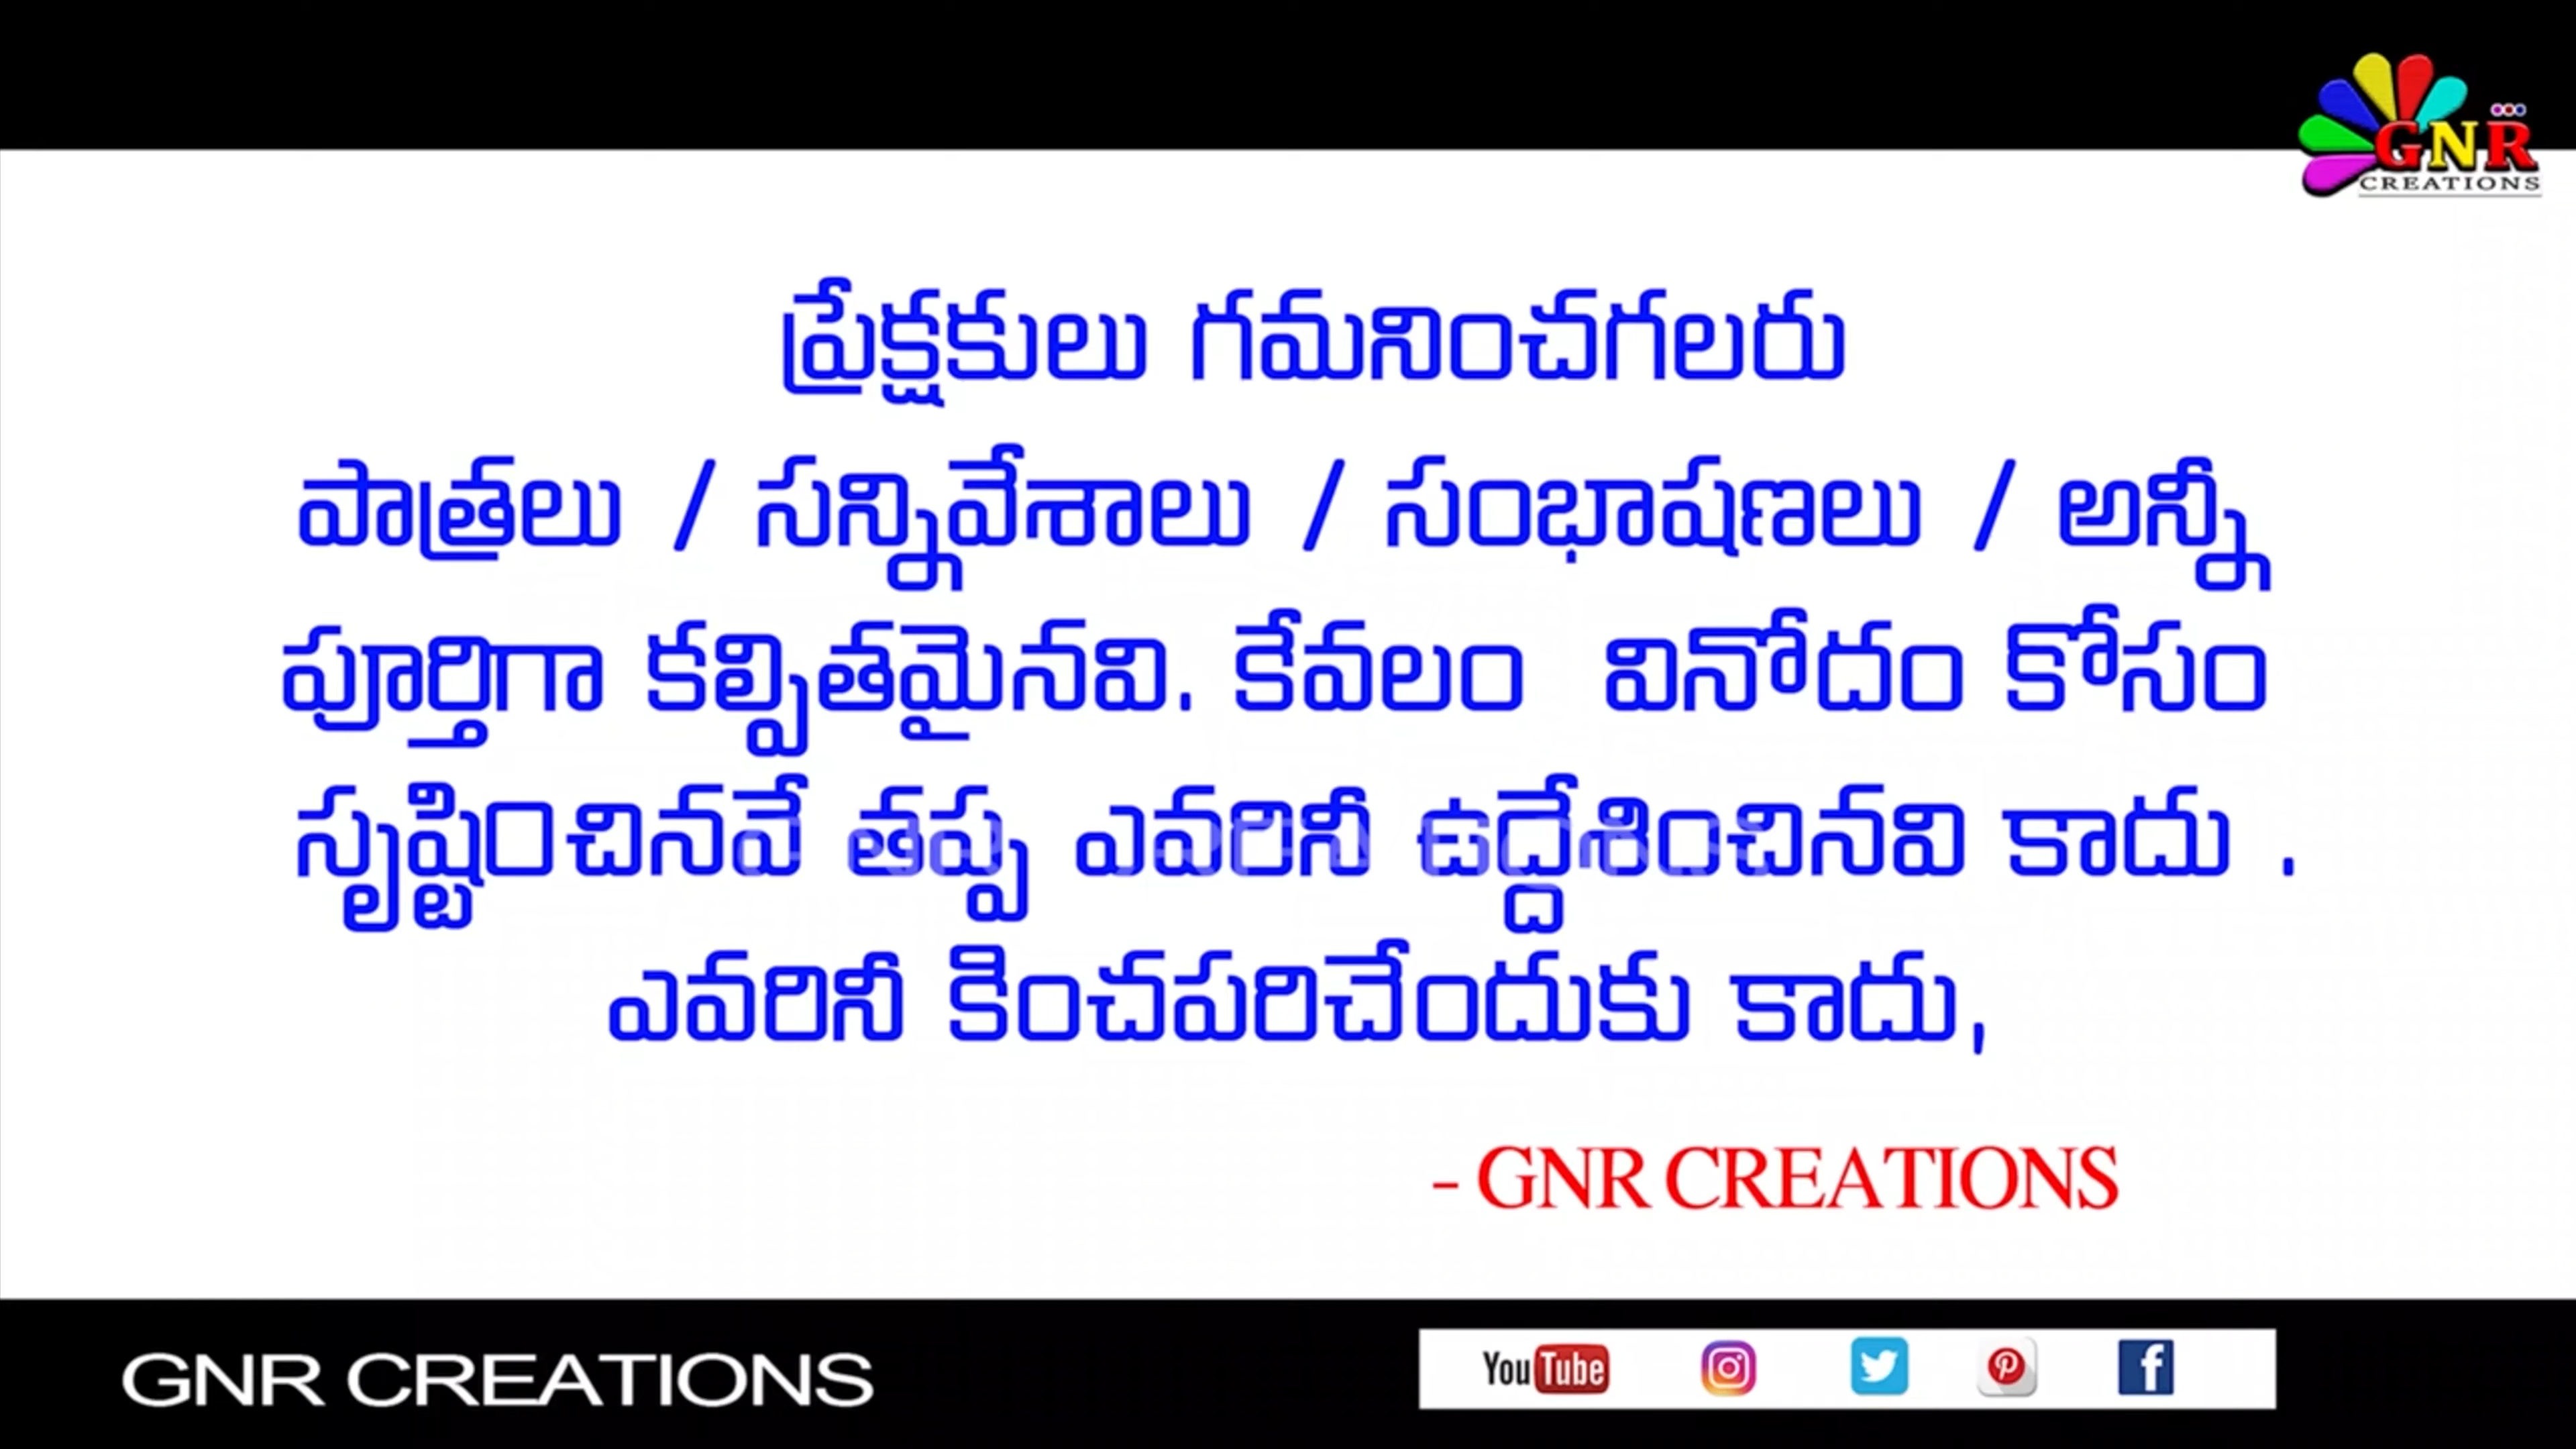 GNR
CREATIONS
ప్రేక్షకులు గమనించగలరు
పాత్రలు / సన్నివేశాలు / సంభాషణలు / అన్నీ
పూర్తిగా కల్పితమైనవి. కేవలం వినోదం కోసం
సృష్టించినవే తప్ప ఎవరినీ ఉద్దేశించినవి కాదు .
ఎవరినీ కించపరిచేందుకు కాదు,
- GNR CREATIONS
GNR CREATIONS
YouTube